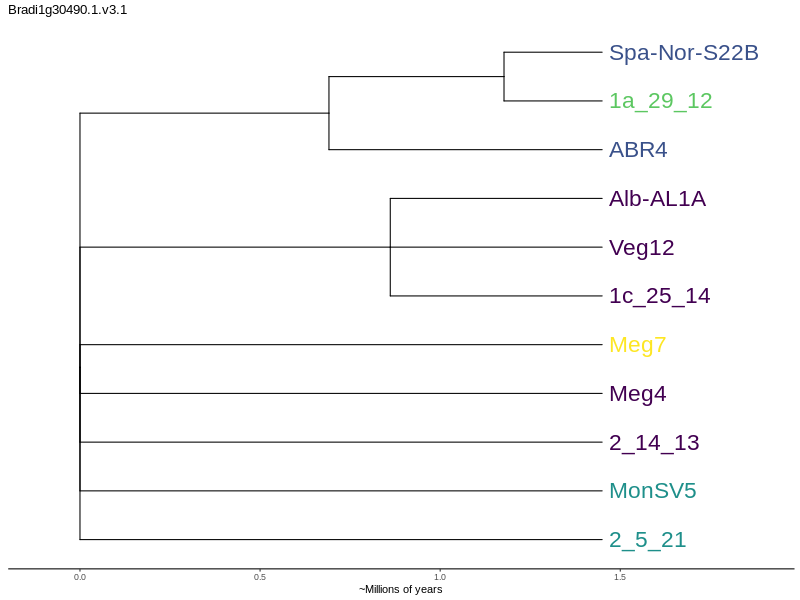 Bradi1g30490.1.v3.1
Spa-Nor-S22B
1a_29_12
ABR4
Alb-AL1A
Veg12
1c_25_14
Meg7
Meg4
2_14_13
MonSV5
2_5_21
0.0 0.5 1.0 1.5
~Millions of years